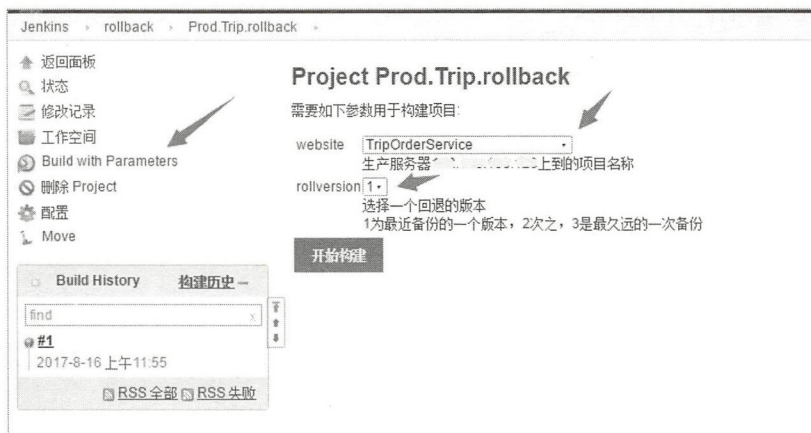 Jenkins › rollback › Prod.Trip.rollback ›
返回面板
状态
修改记录
工作空间
Build with Parameters
删除 Project
配置
Move
Build History 构建历史 –
find x
#1
2017-8-16 上午11:55
RSS 全部 RSS 失败
Project Prod.Trip.rollback
需要如下参数用于构建项目:
website TripOrderService
生产服务器 上到的项目名称
rollversion 1
选择一个回退的版本
1为最近备份的一个版本，2次之，3是最久远的一次备份
开始构建